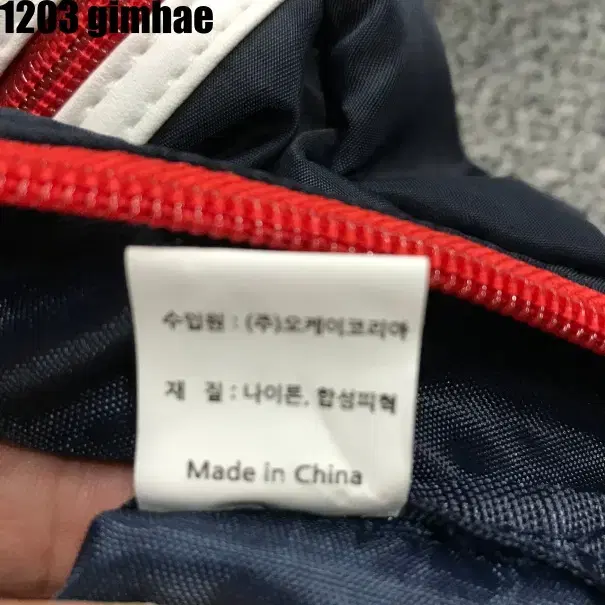 1203 gimhae
수입원 : (주)오케이코리아
재 질 : 나이론, 합성피혁
Made in China